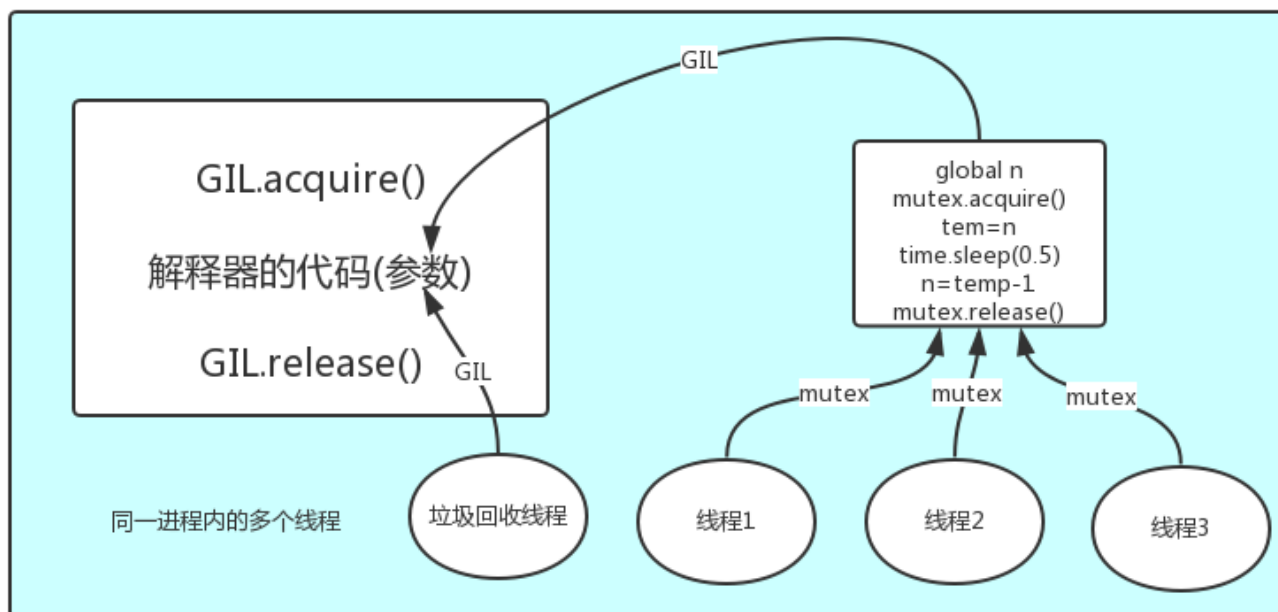 GIL
GIL.acquire()
解释器的代码(参数)
GIL.release()
GIL
global n
mutex.acquire()
tem=n
time.sleep(0.5)
n=temp-1
mutex.release()
mutex
mutex
mutex
同一进程内的多个线程
垃圾回收线程
线程1
线程2
线程3